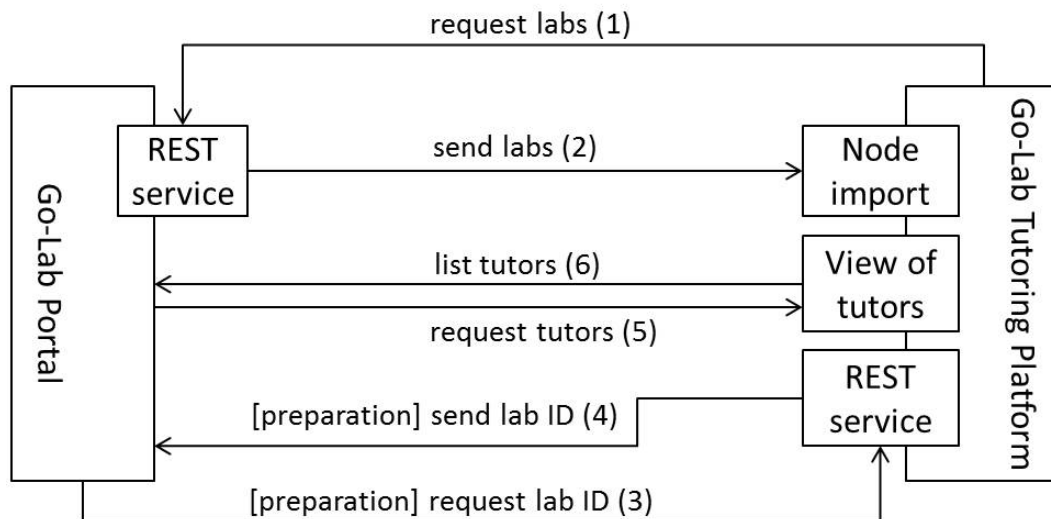 request labs (1)
REST
service
send labs (2)
Node
import
Go-Lab Portal
Go-Lab Tutoring Platform
list tutors (6)
View of
tutors
request tutors (5)
REST
service
[preparation] send lab ID (4)
[preparation] request lab ID (3)